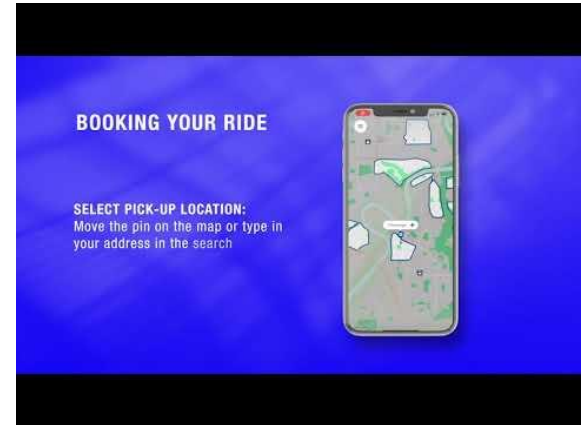 BOOKING YOUR RIDE
SELECT PICK-UP LOCATION:
Move the pin on the map or type in
your address in the search